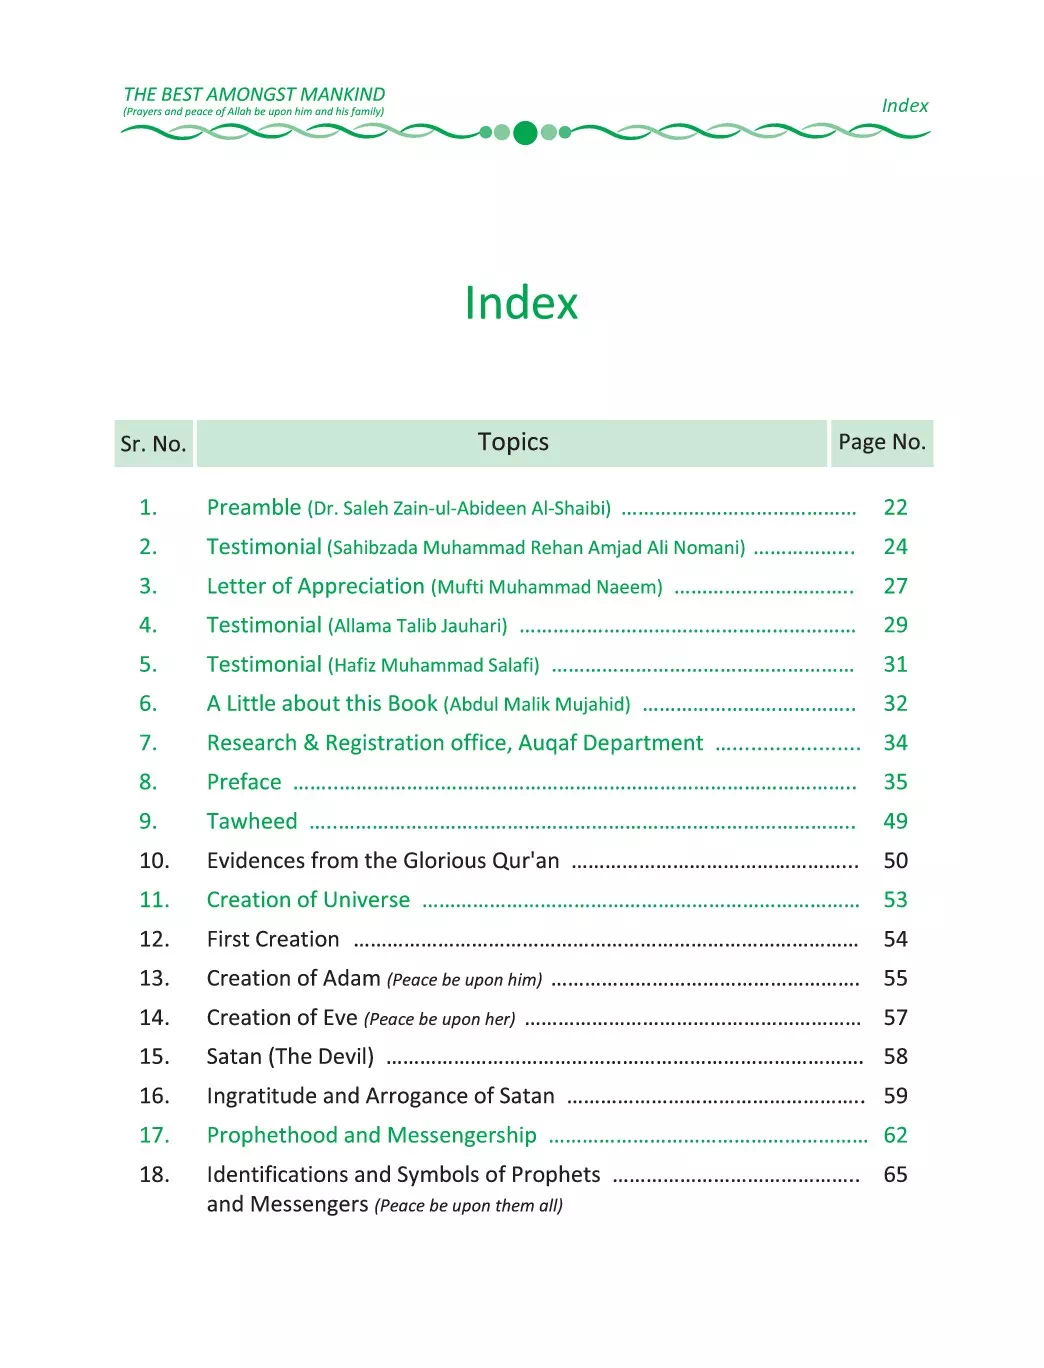 THE BEST AMONGST MANKIND
(Prayers and peace of Allah be upon him and his family)
Index
Index
Sr. No. Topics Page No.
1. Preamble (Dr. Saleh Zain-ul-Abideen Al-Shaibi) ........................................ 22
2. Testimonial (Sahibzada Muhammad Rehan Amjad Ali Nomani) .................. 24
3. Letter of Appreciation (Mufti Muhammad Naeem) ............................... 27
4. Testimonial (Allama Talib Jauhari) ........................................................ 29
5. Testimonial (Hafiz Muhammad Salafi) ................................................... 31
6. A Little about this Book (Abdul Malik Mujahid) .................................... 32
7. Research & Registration office, Auqaf Department ........................ 34
8. Preface ............................................................................................ 35
9. Tawheed ......................................................................................... 49
10. Evidences from the Glorious Qur'an ................................................ 50
11. Creation of Universe ........................................................................ 53
12. First Creation ................................................................................... 54
13. Creation of Adam (Peace be upon him) .................................................... 55
14. Creation of Eve (Peace be upon her) ........................................................ 57
15. Satan (The Devil) .............................................................................. 58
16. Ingratitude and Arrogance of Satan .................................................. 59
17. Prophethood and Messengership ..................................................... 62
18. Identifications and Symbols of Prophets .......................................... 65
and Messengers (Peace be upon them all)